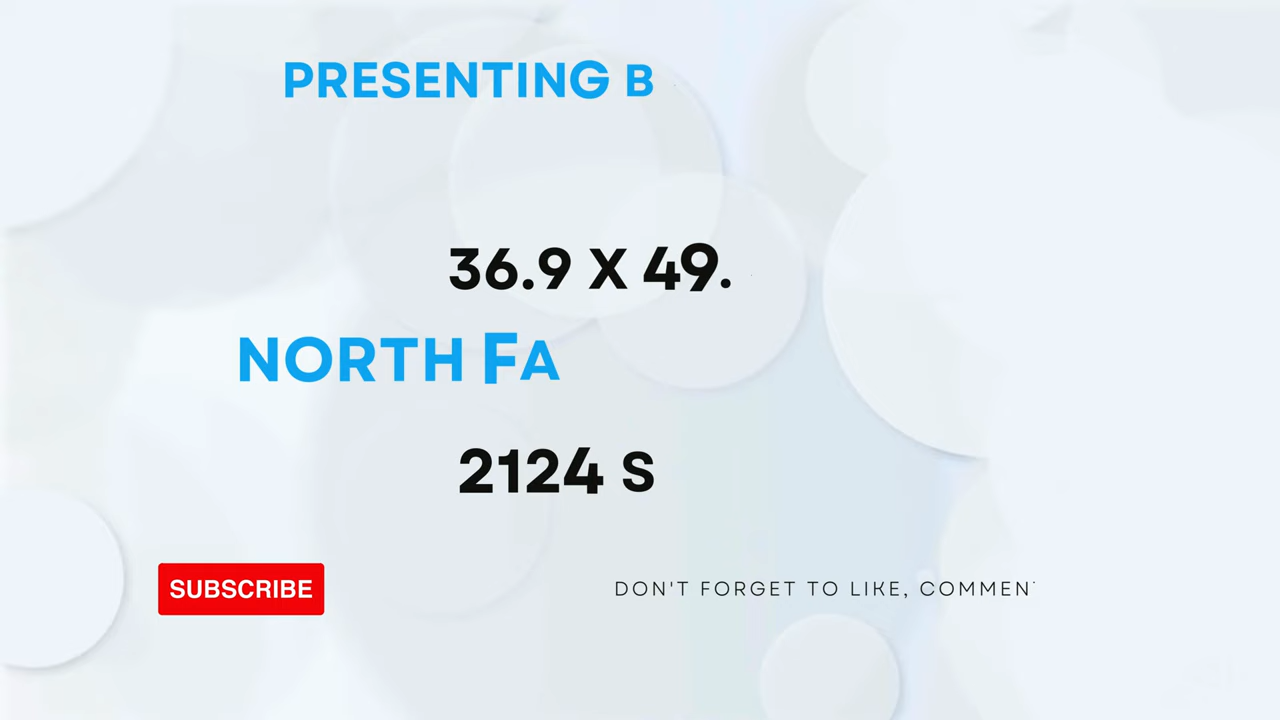 PRESENTING B
36.9 X 49.
NORTH FA
2124 S
SUBSCRIBE
DON'T FORGET TO LIKE, COMMEN